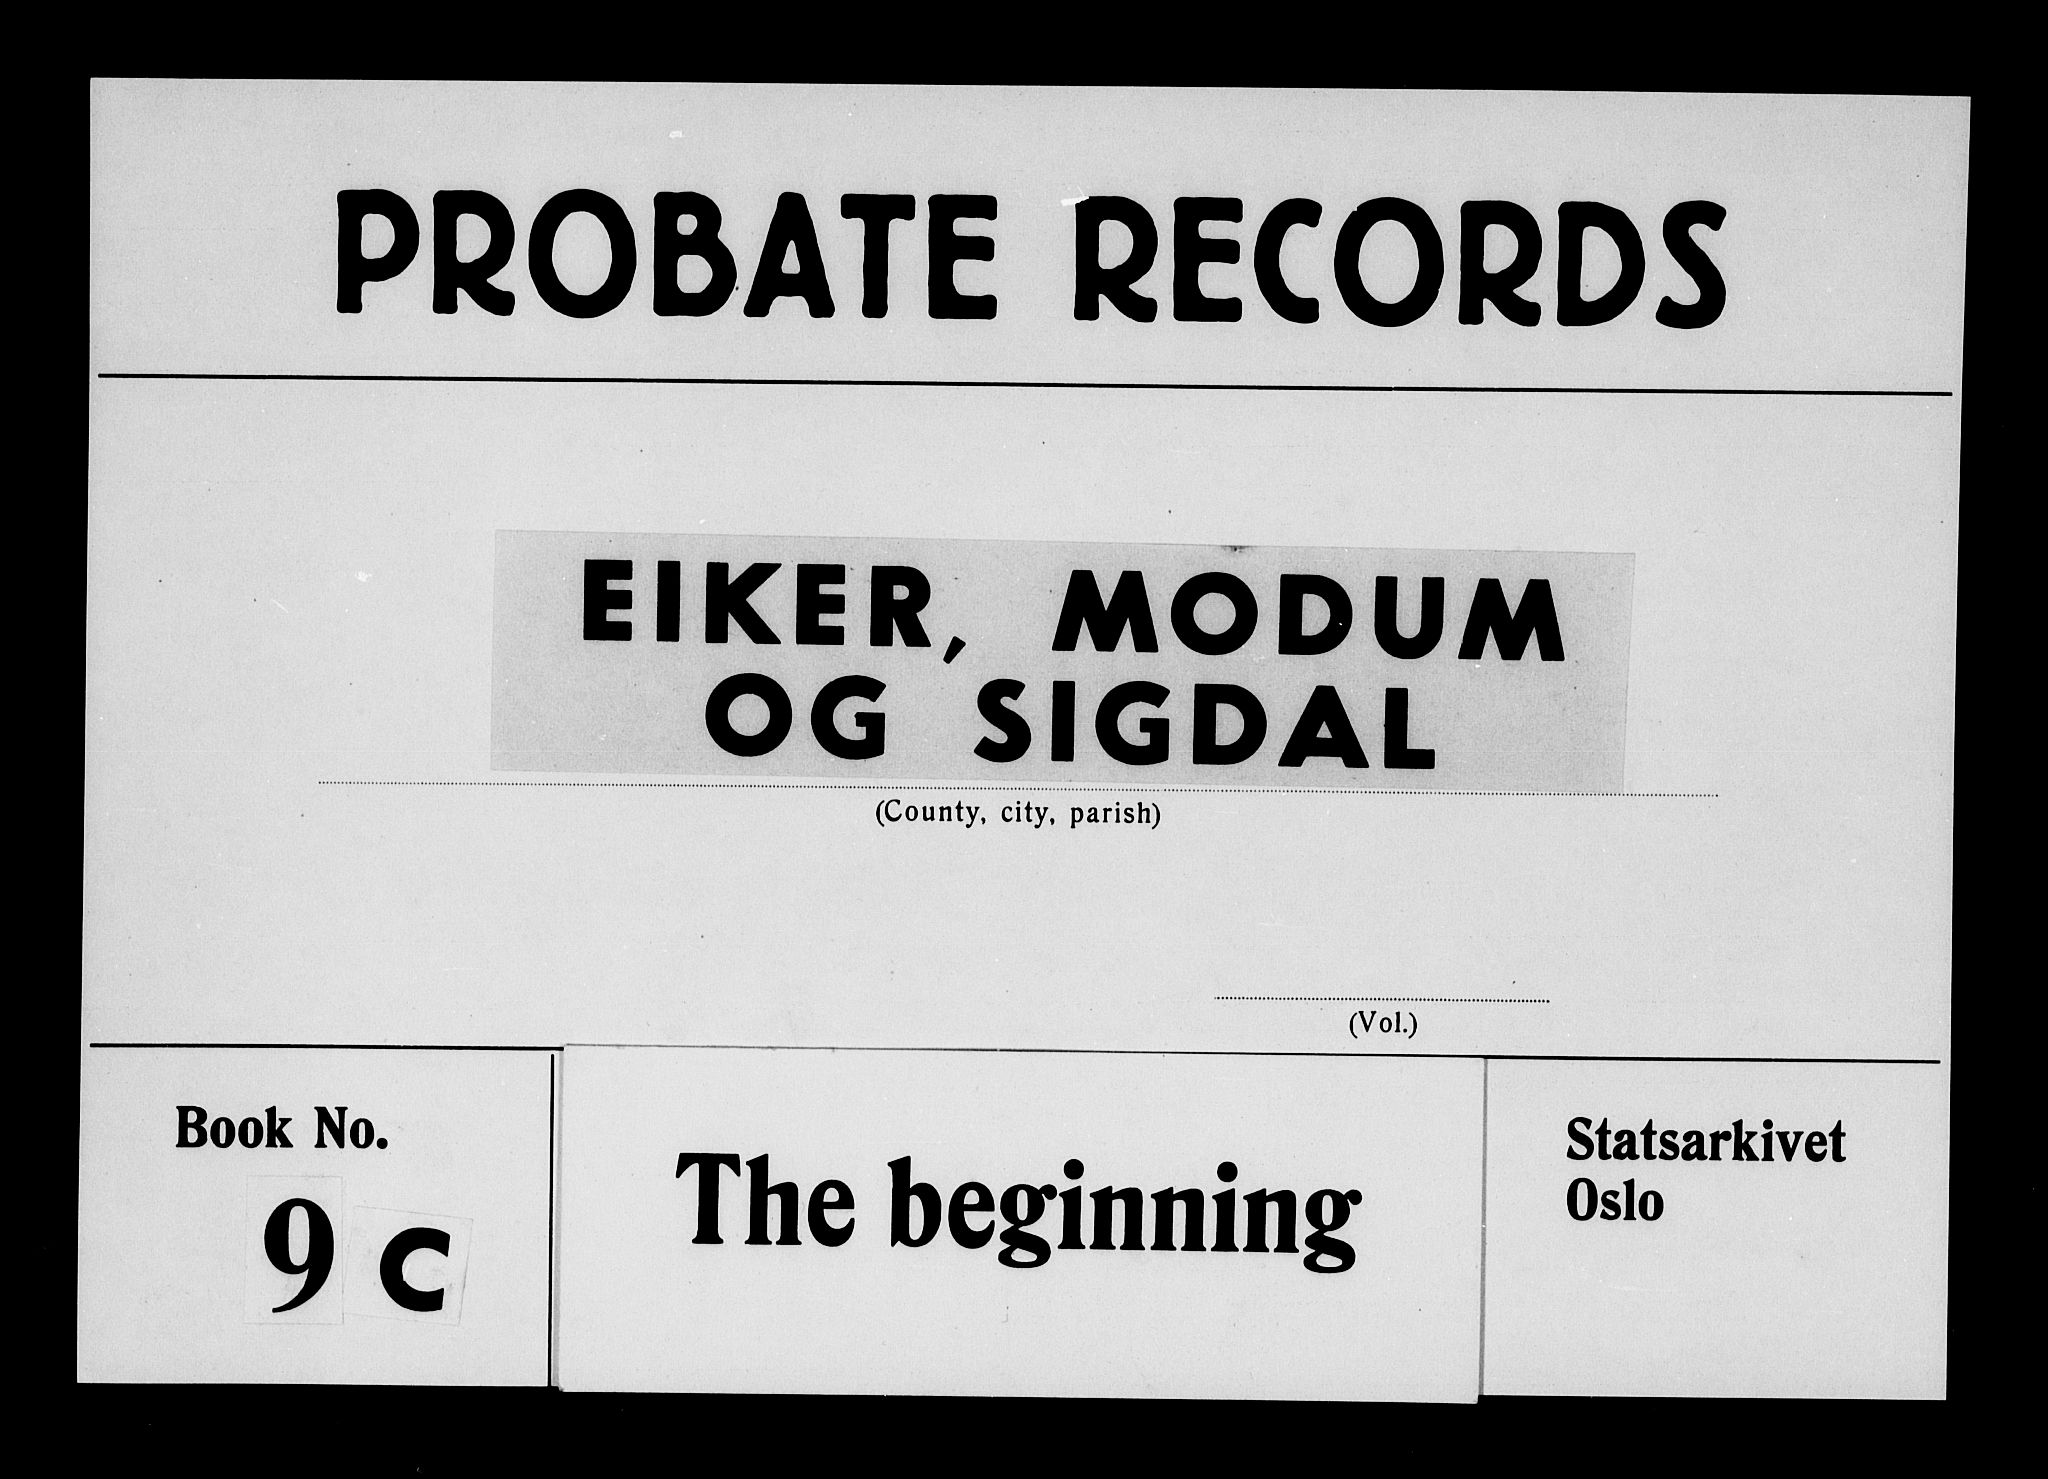 PROBATE RECORDS
EIKER, MODUM
OG SIGDAL
(County, city, parish)
(Vol.)
Book No.
9 C
The beginning
Statsarkivet
Oslo